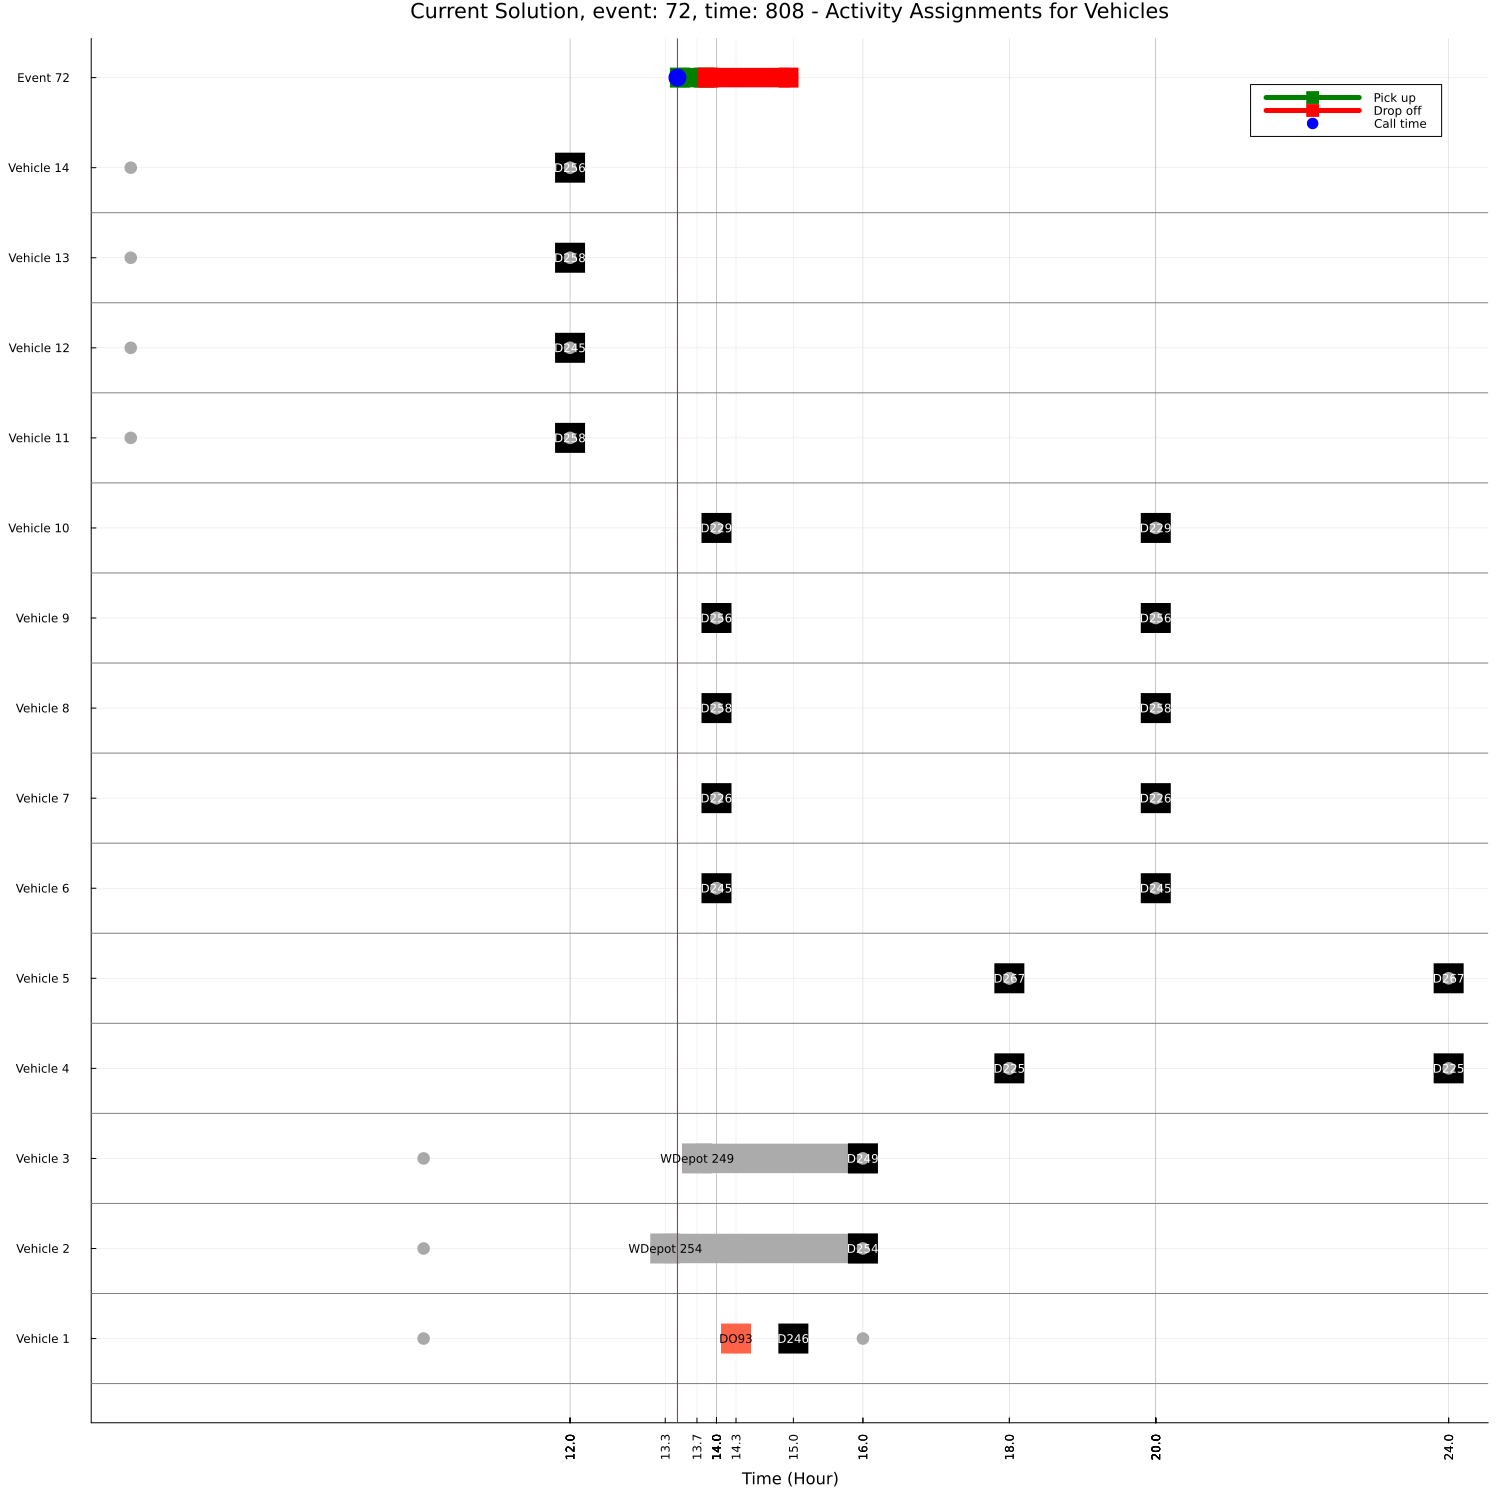 Current Solution, event: 72, time: 808 - Activity Assignments for Vehicles
Event 72
Pick up
Drop off
Call time
Vehicle 14
D256
Vehicle 13
D258
Vehicle 12
D245
Vehicle 11
D258
Vehicle 10
D229
D229
Vehicle 9
D256
D256
Vehicle 8
D258
D258
Vehicle 7
D226
D226
Vehicle 6
D245
D245
Vehicle 5
D267
D267
Vehicle 4
D225
D225
Vehicle 3
WDepot 249
D249
Vehicle 2
WDepot 254
D254
Vehicle 1
DO93
D246
12.0
13.3
13.7
14.0
14.3
15.0
16.0
18.0
20.0
24.0
Time (Hour)